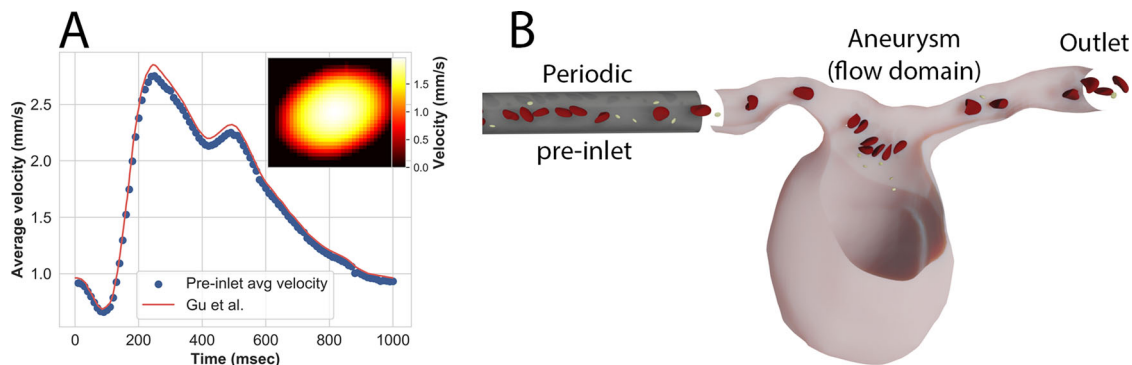 A
Average velocity (mm/s)
2.5
2.0
1.5
1.0
0
200
400
600
800
1000
Time (msec)
Pre-inlet avg velocity
Gu et al.
1.5
1.0
0.5
0.0
Velocity (mm/s)
B
Periodic
pre-inlet
Aneurysm
(flow domain)
Outlet